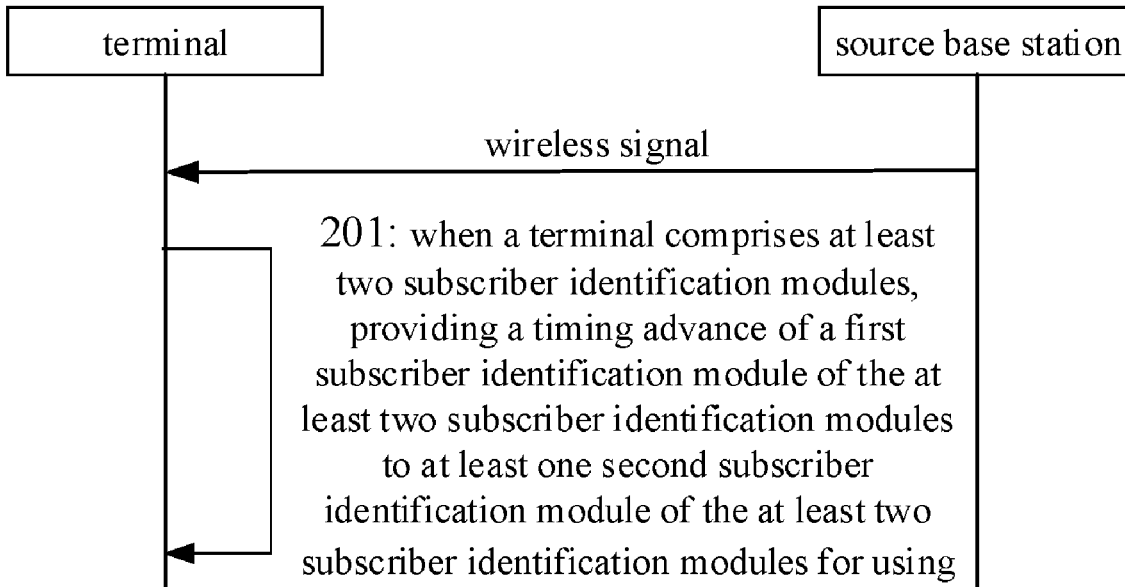 terminal
source base station
wireless signal
201: when a terminal comprises at least
two subscriber identification modules,
providing a timing advance of a first
subscriber identification module of the at
least two subscriber identification modules
to at least one second subscriber
identification module of the at least two
subscriber identification modules for using